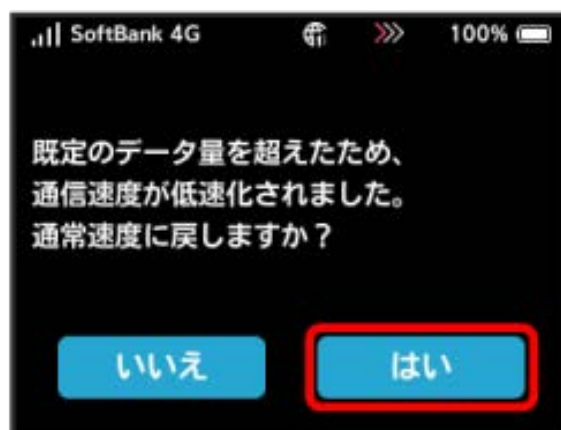 SoftBank 4G 100%
既定のデータ量を超えたため、
通信速度が低速化されました。
通常速度に戻しますか？
いいえ はい